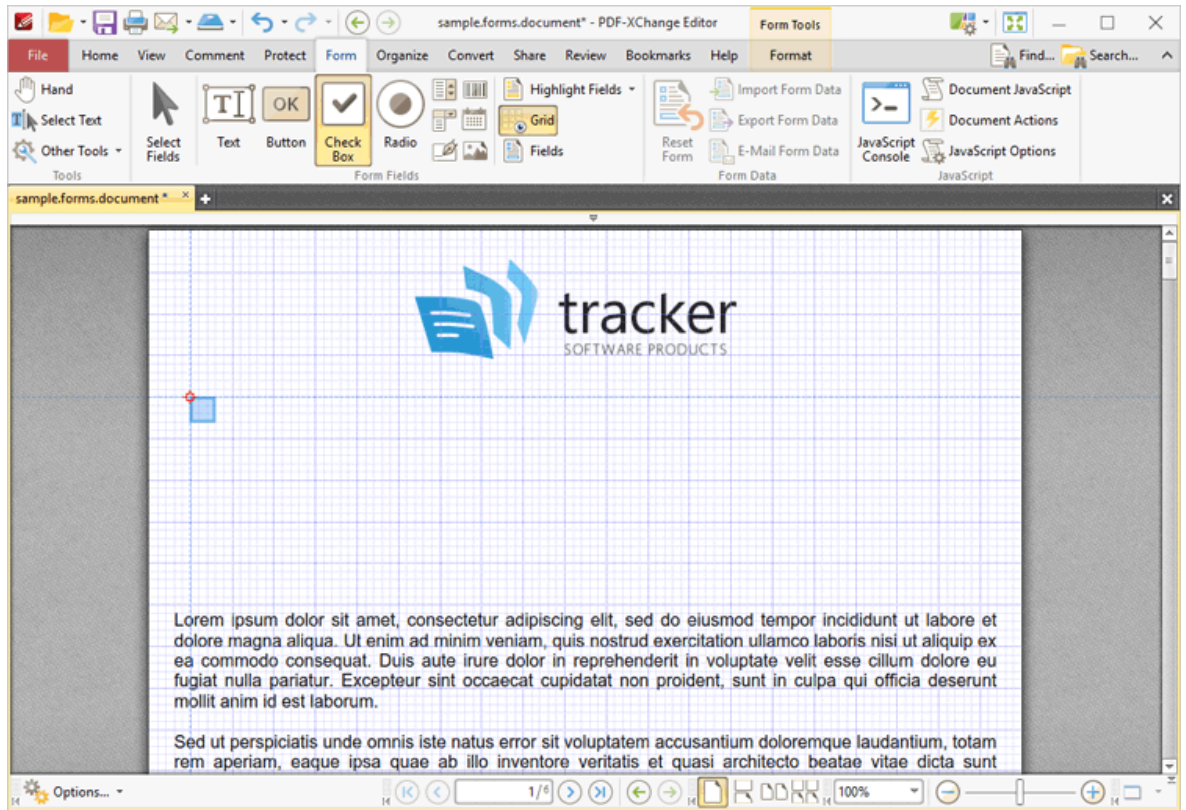 sample.forms.document* - PDF-XChange Editor
Form Tools
File Home View Comment Protect Form Organize Convert Share Review Bookmarks Help Format Find... Search...
Hand
Select Text
Other Tools
Tools
Select
Fields
Text
OK
Button
Check
Box
Radio
Form Fields
Highlight Fields
Grid
Fields
Reset
Form
Import Form Data
Export Form Data
E-Mail Form Data
Form Data
JavaScript
Console
Document JavaScript
Document Actions
JavaScript Options
JavaScript
sample.forms.document *
tracker
SOFTWARE PRODUCTS
Lorem ipsum dolor sit amet, consectetur adipiscing elit, sed do eiusmod tempor incididunt ut labore et
dolore magna aliqua. Ut enim ad minim veniam, quis nostrud exercitation ullamco laboris nisi ut aliquip ex
ea commodo consequat. Duis aute irure dolor in reprehenderit in voluptate velit esse cillum dolore eu
fugiat nulla pariatur. Excepteur sint occaecat cupidatat non proident, sunt in culpa qui officia deserunt
mollit anim id est laborum.
Sed ut perspiciatis unde omnis iste natus error sit voluptatem accusantium doloremque laudantium, totam
rem aperiam, eaque ipsa quae ab illo inventore veritatis et quasi architecto beatae vitae dicta sunt
Options...
1/6
100%